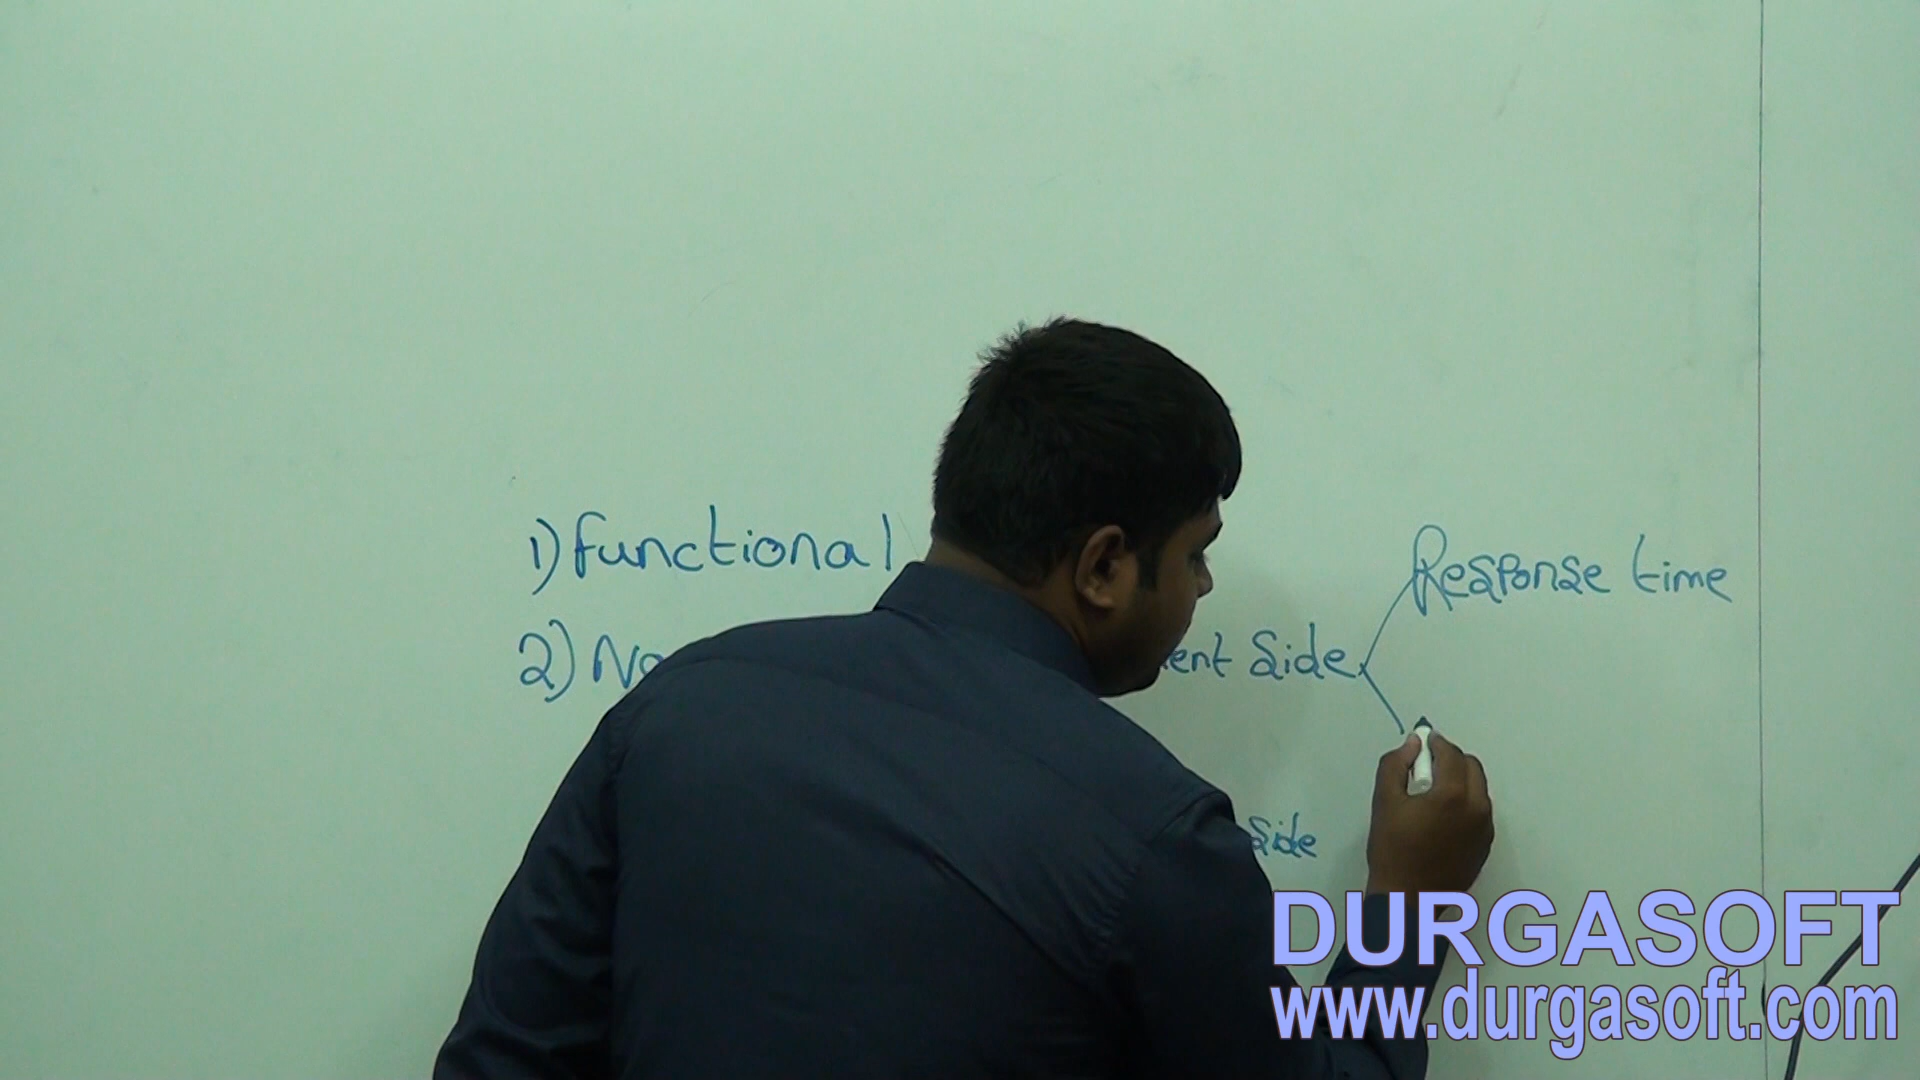 1) Functional
Response time
2) No
ent Side
Side
DURGASOFT
www.durgasoft.com